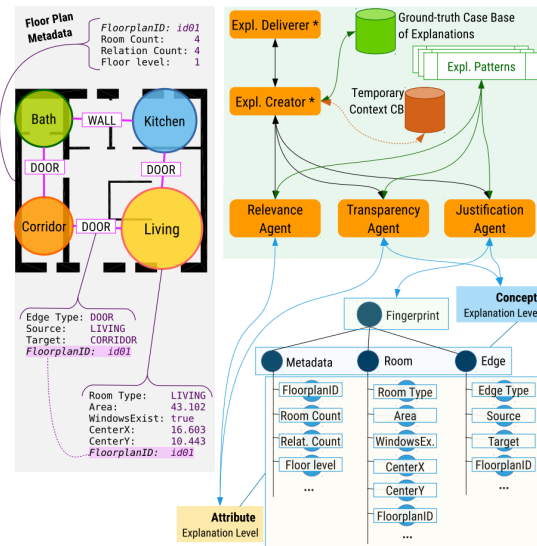 Floor Plan
Metadata
FloorplanID: id01
Room Count: 4
Relation Count: 4
Floor level: 1
Bath
WALL
Kitchen
DOOR
DOOR
Corridor
DOOR
Living
Edge Type: DOOR
Source: LIVING
Target: CORRIDOR
FloorplanID: id01
Room Type: LIVING
Area: 43.102
WindowsExist: true
CenterX: 16.603
CenterY: 10.443
FloorplanID: id01
Expl. Deliverer *
Ground-truth Case Base
of Explanations
Expl. Patterns
Expl. Creator *
Temporary
Context CB
Relevance
Agent
Transparency
Agent
Justification
Agent
Concept
Explanation Level
Fingerprint
Metadata
Room
Edge
FloorplanID
Room Count
Relat. Count
Floor level
...
Room Type
Area
WindowsEx.
CenterX
CenterY
FloorplanID
...
Edge Type
Source
Target
FloorplanID
...
Attribute
Explanation Level